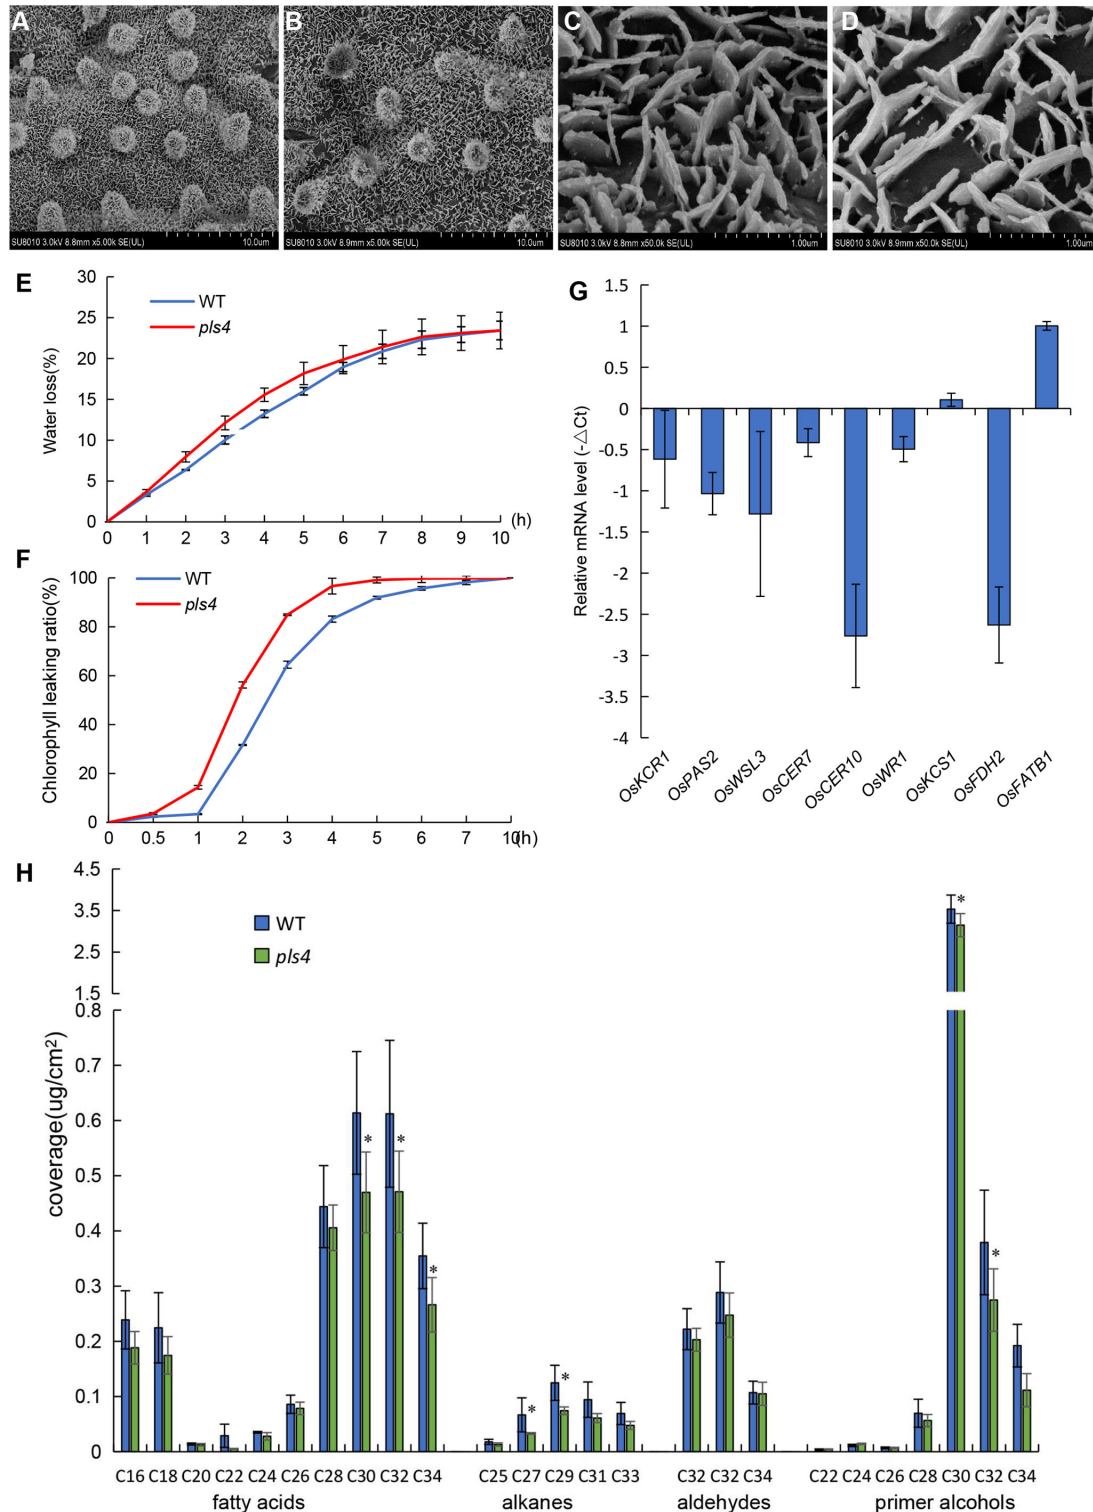 A
B
C
D
SU8010 3.0kV 8.8mm x5.00k SE(UL) 10.0um
SU8010 3.0kV 8.9mm x5.00k SE(UL) 10.0um
SU8010 3.0kV 8.8mm x50.0k SE(UL) 1.00um
SU8010 3.0kV 8.9mm x50.0k SE(UL) 1.00um
E
WT
pls4
Water loss(%)
30
25
20
15
10
5
0
0 1 2 3 4 5 6 7 8 9 10 (h)
F
WT
pls4
Chlorophyll leaking ratio(%)
100
80
60
40
20
0
0 0.5 1 2 3 4 5 6 7 10 (h)
G
Relative mRNA level (-△Ct)
1.5
1
0.5
0
-0.5
-1
-1.5
-2
-2.5
-3
-3.5
-4
OsKCR1 OsPAS2 OsWSL3 OsCER7 OsCER10 OsWR1 OsKCS1 OsFDH2 OsFATB1
H
WT
pls4
coverage(ug/cm²)
4.5
3.5
2.5
1.5
0.8
0.7
0.6
0.5
0.4
0.3
0.2
0.1
0
* * * * * * *
C16 C18 C20 C22 C24 C26 C28 C30 C32 C34 C25 C27 C29 C31 C33 C32 C32 C34 C22 C24 C26 C28 C30 C32 C34
fatty acids alkanes aldehydes primer alcohols